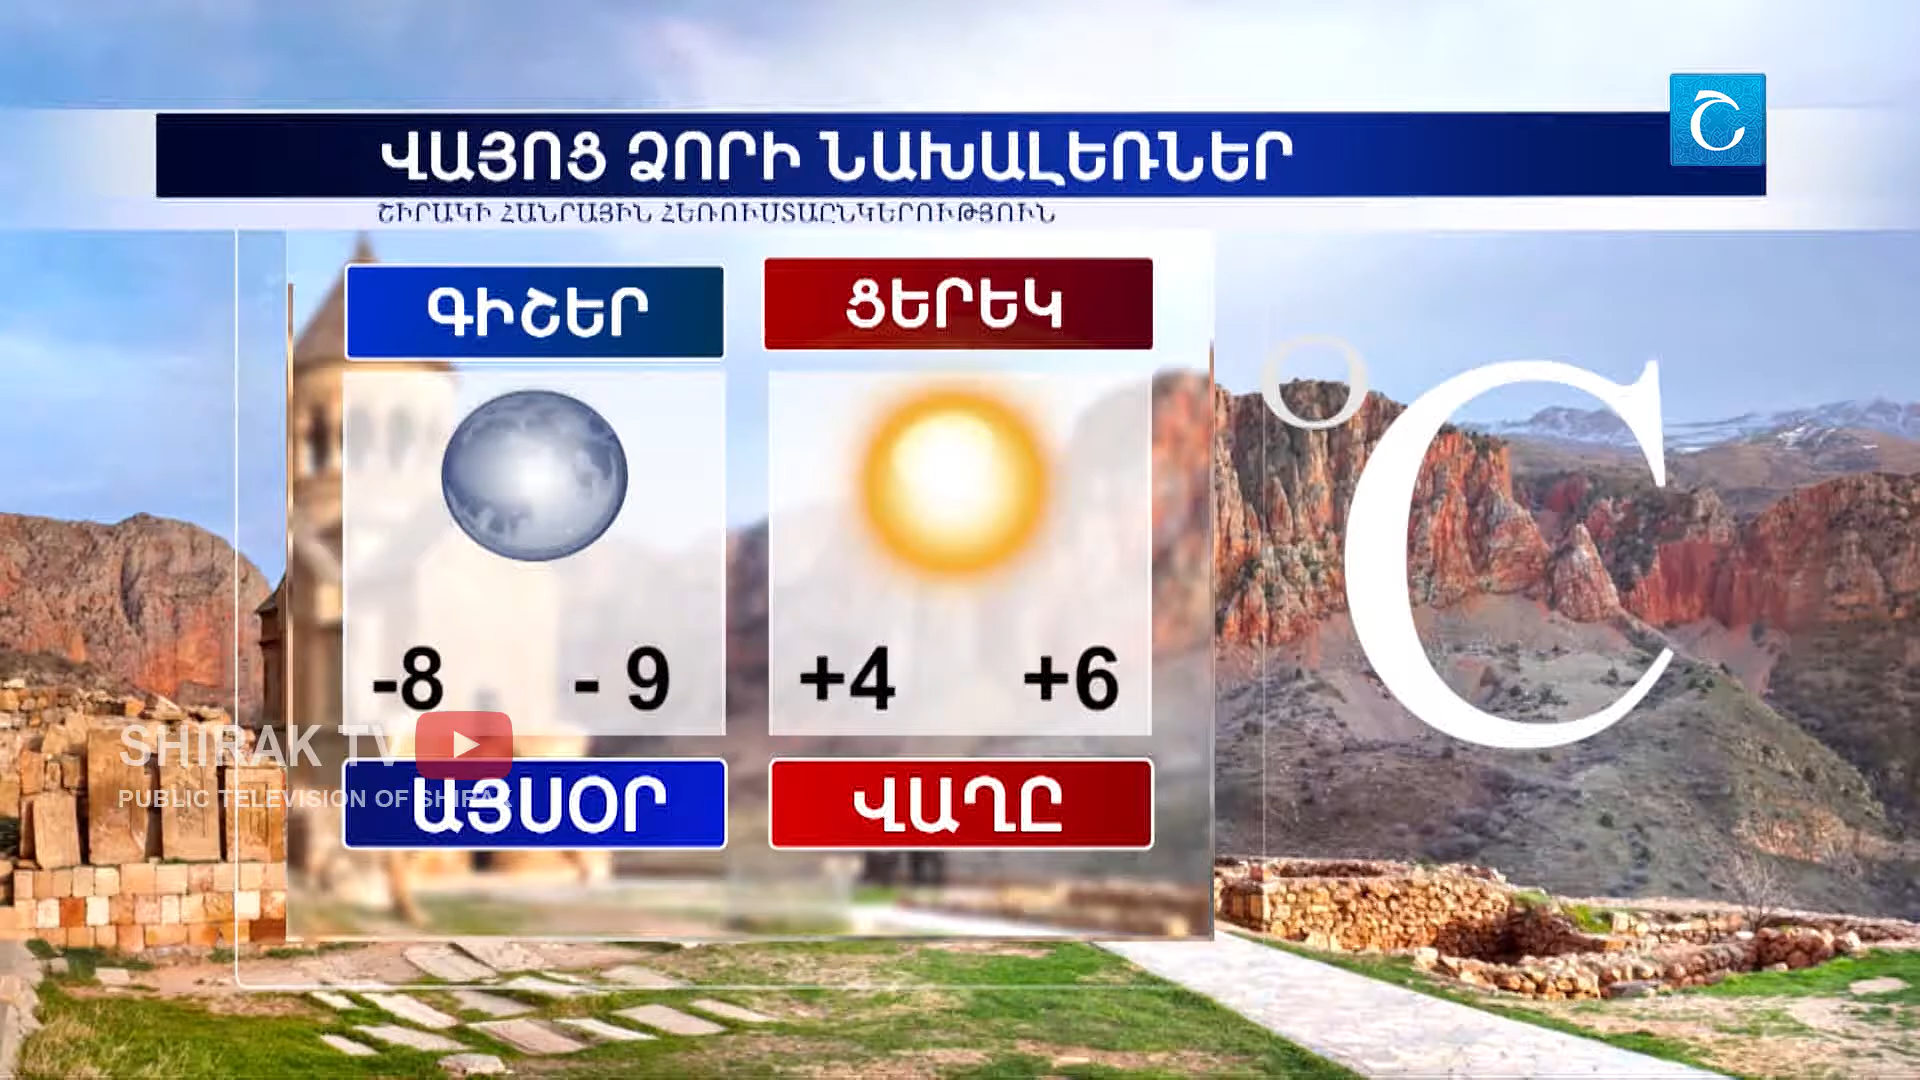 ՎԱՅՈՑ ՁՈՐԻ ՆԱԽԱԼԵՌՆԵՐ
ՇԻՐԱԿԻ ՀԱՆՐԱՅԻՆ ՀԵՌՈՒՍՏԱԸՆԿԵՐՈՒԹՅՈՒՆ
ԳԻՇԵՐ
ՑԵՐԵԿ
-8 - 9
+4 +6
°C
SHIRAK TV
PUBLIC TELEVISION OF SHIRAK
ԱՅՍՕՐ
ՎԱՂԸ